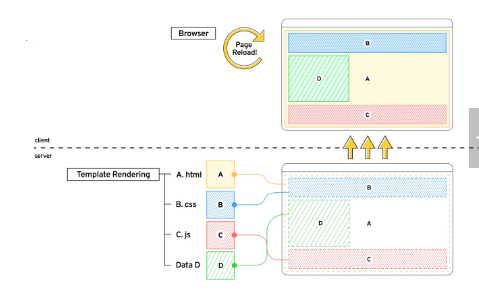 Browser
Page
Reload!
B
D
A
C
client
server
Template Rendering
A. html
A
B. css
B
C. js
C
Data D
D
B
D
A
C